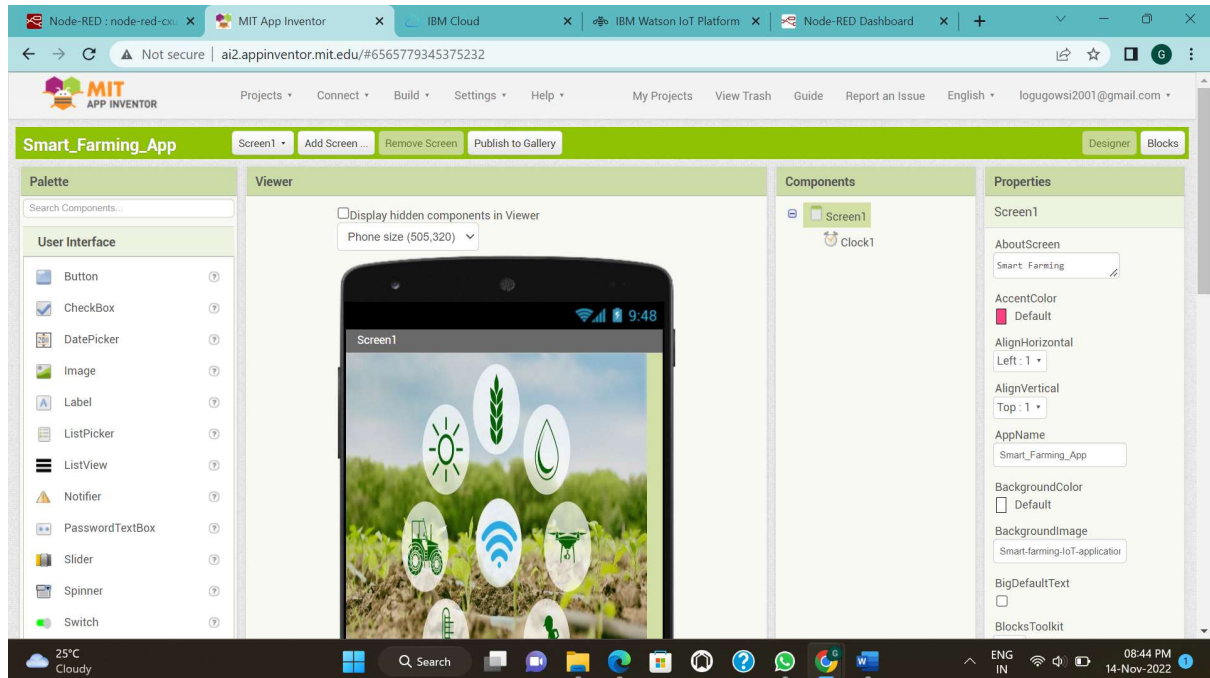 Node-RED : node-red-cxu
MIT App Inventor
IBM Cloud
IBM Watson IoT Platform
Node-RED Dashboard
Not secure | ai2.appinventor.mit.edu/#6565779345375232
G
MIT
APP INVENTOR
Projects Connect Build Settings Help My Projects View Trash Guide Report an Issue English logugowsi2001@gmail.com
Smart_Farming_App Screen1 Add Screen ... Remove Screen Publish to Gallery Designer Blocks
Palette
Search Components...
User Interface
Button
CheckBox
DatePicker
Image
Label
ListPicker
ListView
Notifier
PasswordTextBox
Slider
Spinner
Switch
Viewer
Display hidden components in Viewer
Phone size (505,320)
9:48
Screen1
Components
Screen1
Clock1
Properties
Screen1
AboutScreen
Smart Farming
AccentColor
Default
AlignHorizontal
Left : 1
AlignVertical
Top : 1
AppName
Smart_Farming_App
BackgroundColor
Default
BackgroundImage
Smart-farming-IoT-application
BigDefaultText
BlocksToolkit
25°C
Cloudy
Search
ENG
IN
08:44 PM
14-Nov-2022
1